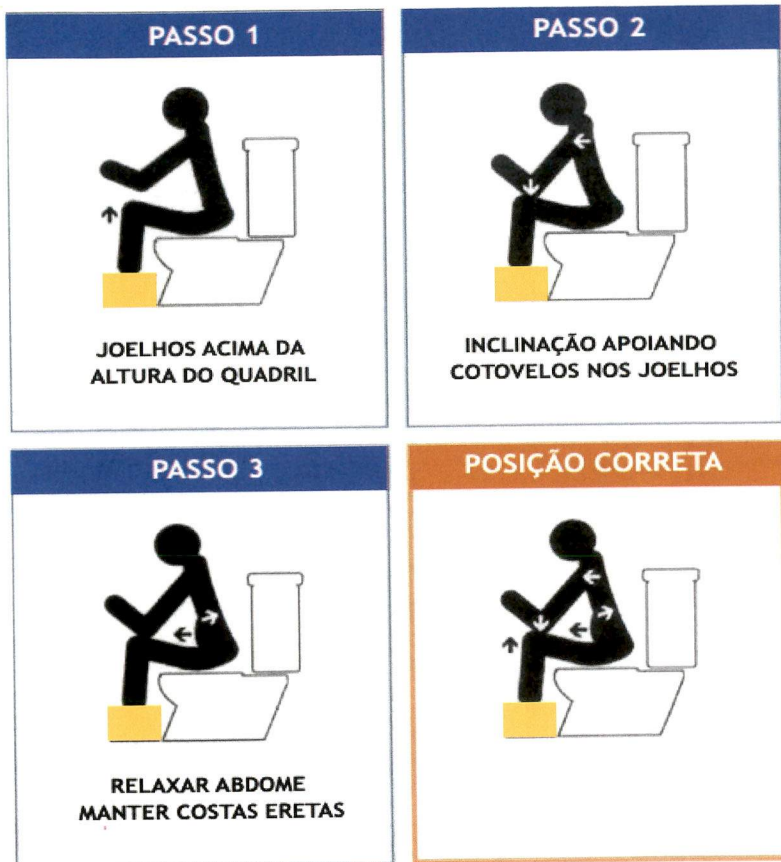 PASSO 1
JOELHOS ACIMA DA
ALTURA DO QUADRIL
PASSO 2
INCLINAÇÃO APOIANDO
COTOVELOS NOS JOELHOS
PASSO 3
RELAXAR ABDOME
MANTER COSTAS ERETAS
POSIÇÃO CORRETA